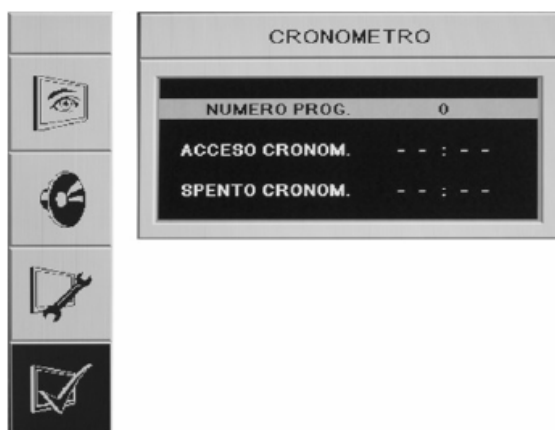 CRONOMETRO
NUMERO PROG. 0
ACCESO CRONOM. - - : - -
SPENTO CRONOM. - - : - -